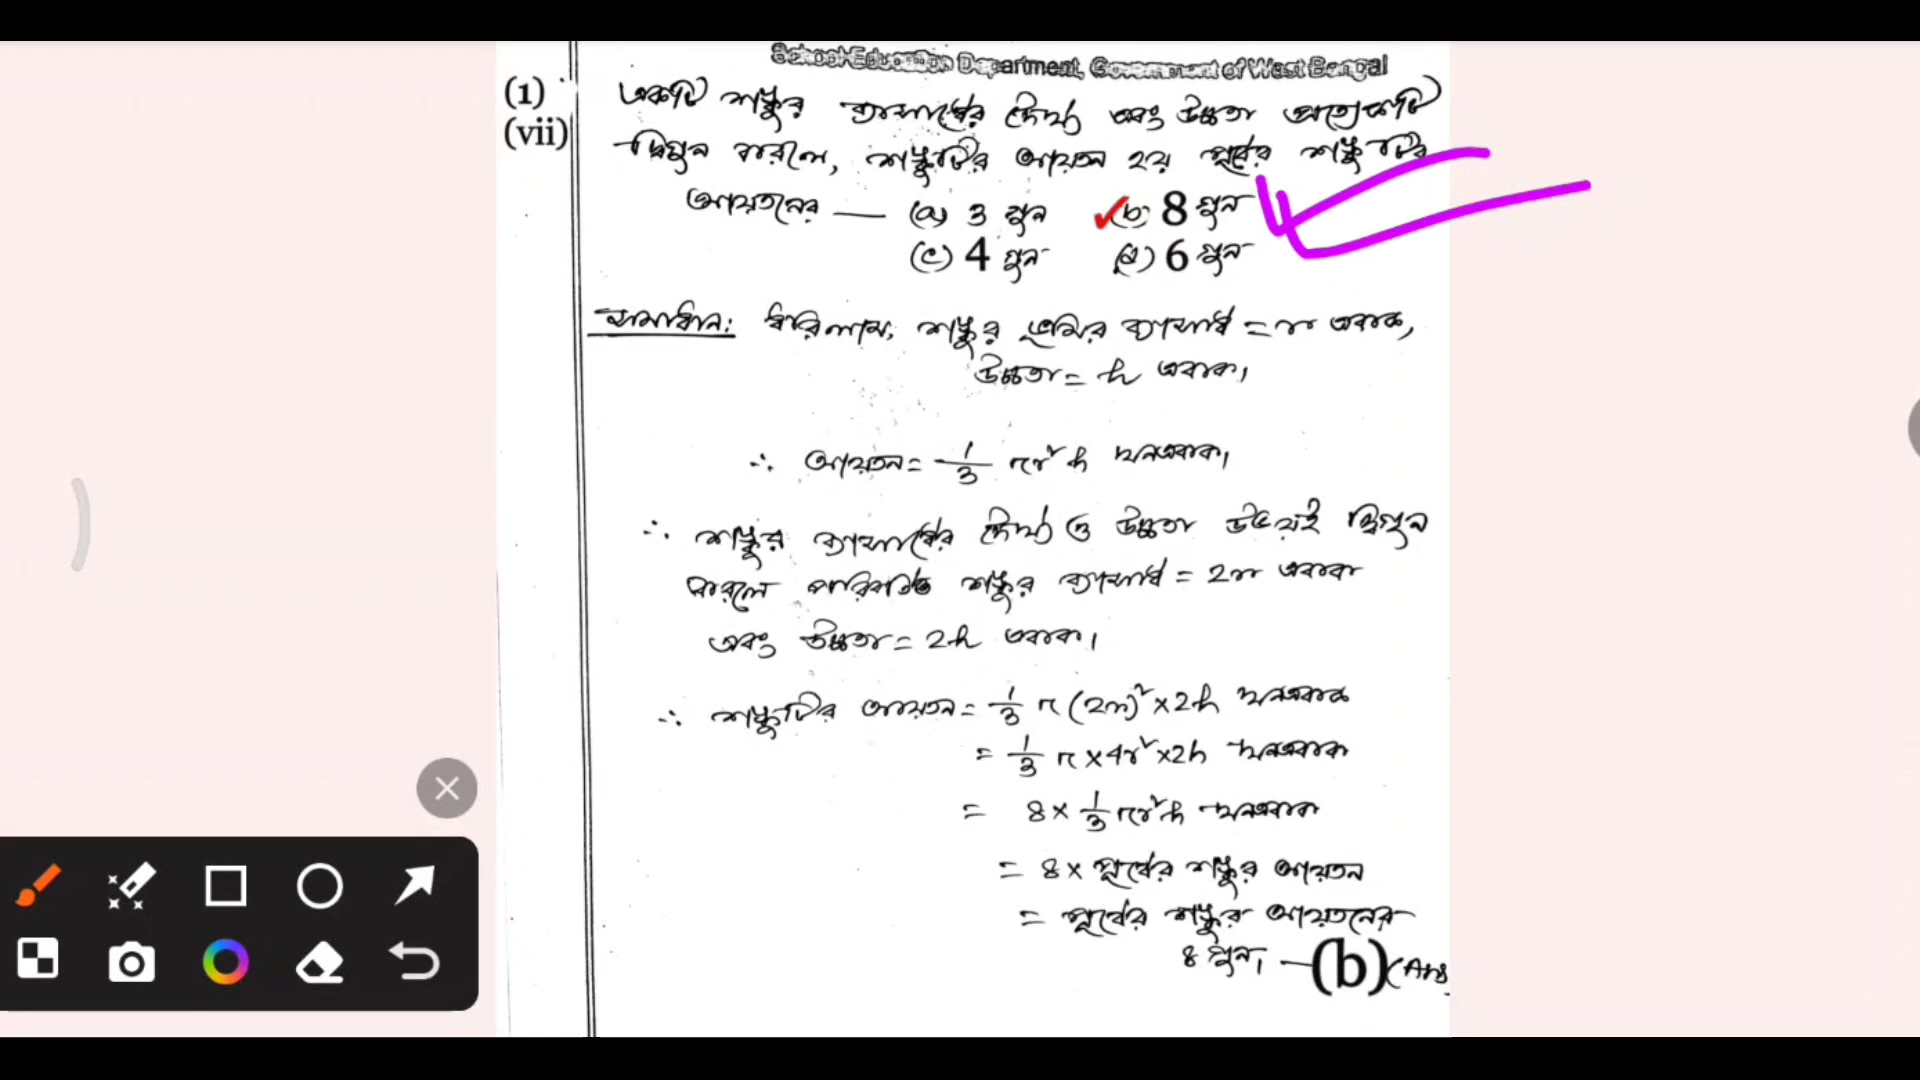 School Education Department, Government of West Bengal
(1) একটি শঙ্কুর ব্যাসার্ধের দৈর্ঘ্য এবং উচ্চতা প্রত্যেকটি
(vii) দ্বিগুন করলে, শঙ্কুটির আয়তন হয় পূর্বের শঙ্কুটির
আয়তনের — (a) 3 গুন (b) 8 গুন
(c) 4 গুন (d) 6 গুন
সমাধান: ধরিলাম, শঙ্কুর ভূমির ব্যাসার্ধ = r একক,
উচ্চতা = h একক।
∴ আয়তন = 1/3 πr²h ঘনএকক।
∴ শঙ্কুর ব্যাসার্ধের দৈর্ঘ্য ও উচ্চতা উভয়ই দ্বিগুন
করলে পরিবর্তিত শঙ্কুর ব্যাসার্ধ = 2r একক
এবং উচ্চতা = 2h একক।
∴ শঙ্কুটির আয়তন = 1/3 π (2r)² × 2h ঘনএকক
= 1/3 π × 4r² × 2h ঘনএকক
= 8 × 1/3 πr²h ঘনএকক
= 8 × পূর্বের শঙ্কুর আয়তন
= পূর্বের শঙ্কুর আয়তনের
8 গুন। — (b) (Ans